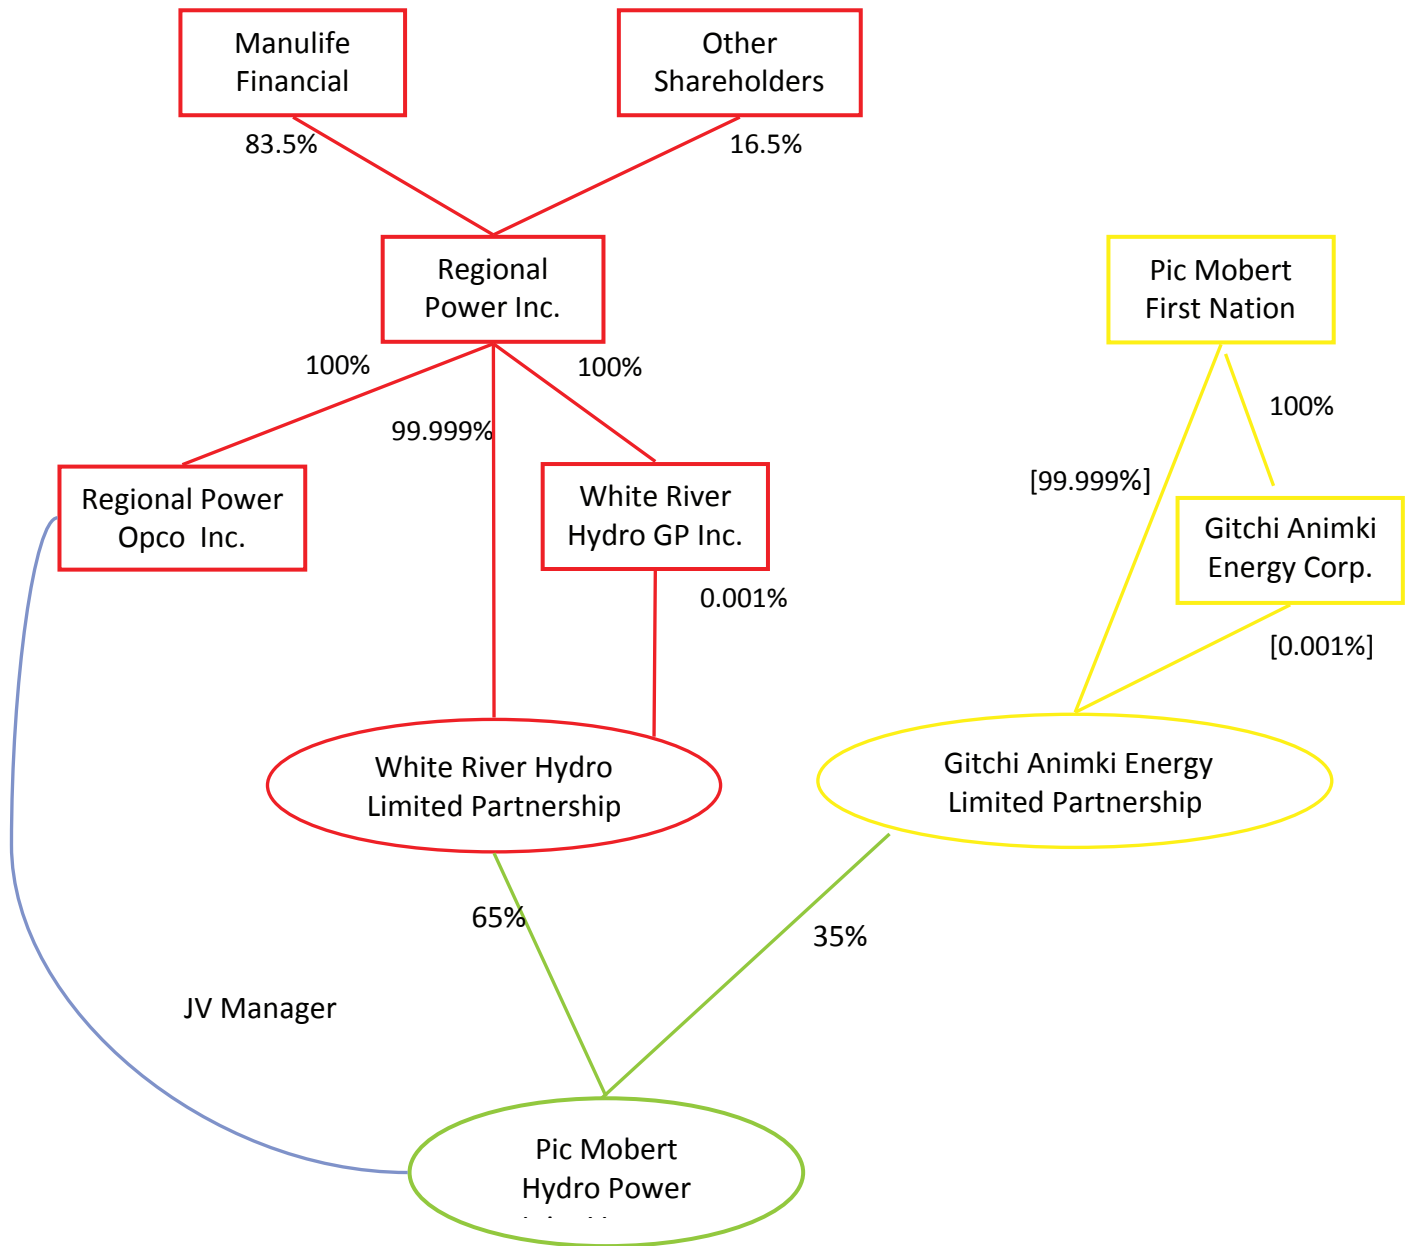 Manulife
Financial
Other
Shareholders
83.5%
16.5%
Regional
Power Inc.
Pic Mobert
First Nation
100%
100%
99.999%
100%
[99.999%]
Regional Power
Opco Inc.
White River
Hydro GP Inc.
Gitchi Animki
Energy Corp.
0.001%
[0.001%]
White River Hydro
Limited Partnership
Gitchi Animki Energy
Limited Partnership
65%
35%
JV Manager
Pic Mobert
Hydro Power